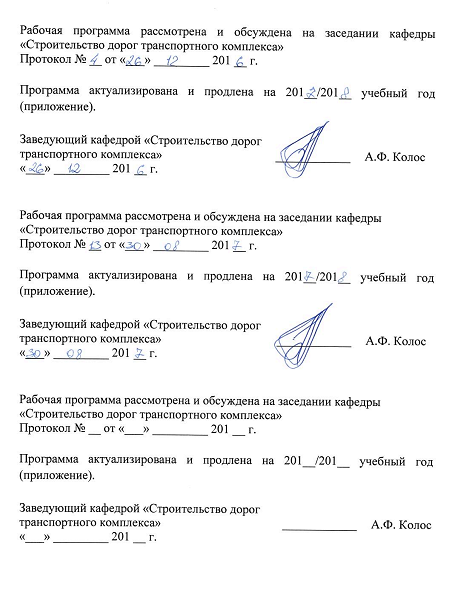 Рабочая программа рассмотрена и обсуждена на заседании кафедры
«Строительство дорог транспортного комплекса»
Протокол № 4 от «26» 12 201 6 г.
Программа актуализирована и продлена на 2017/2018 учебный год
(приложение).
Заведующий кафедрой «Строительство дорог
транспортного комплекса» А.Ф. Колос
«26» 12 201 6 г.
Рабочая программа рассмотрена и обсуждена на заседании кафедры
«Строительство дорог транспортного комплекса»
Протокол № 13 от «30» 08 201 7 г.
Программа актуализирована и продлена на 2017/2018 учебный год
(приложение).
Заведующий кафедрой «Строительство дорог
транспортного комплекса» А.Ф. Колос
«30» 08 201 7 г.
Рабочая программа рассмотрена и обсуждена на заседании кафедры
«Строительство дорог транспортного комплекса»
Протокол № __ от «___» _________ 201 __ г.
Программа актуализирована и продлена на 201__/201__ учебный год
(приложение).
Заведующий кафедрой «Строительство дорог
транспортного комплекса» ____________ А.Ф. Колос
«___» _________ 201 __ г.